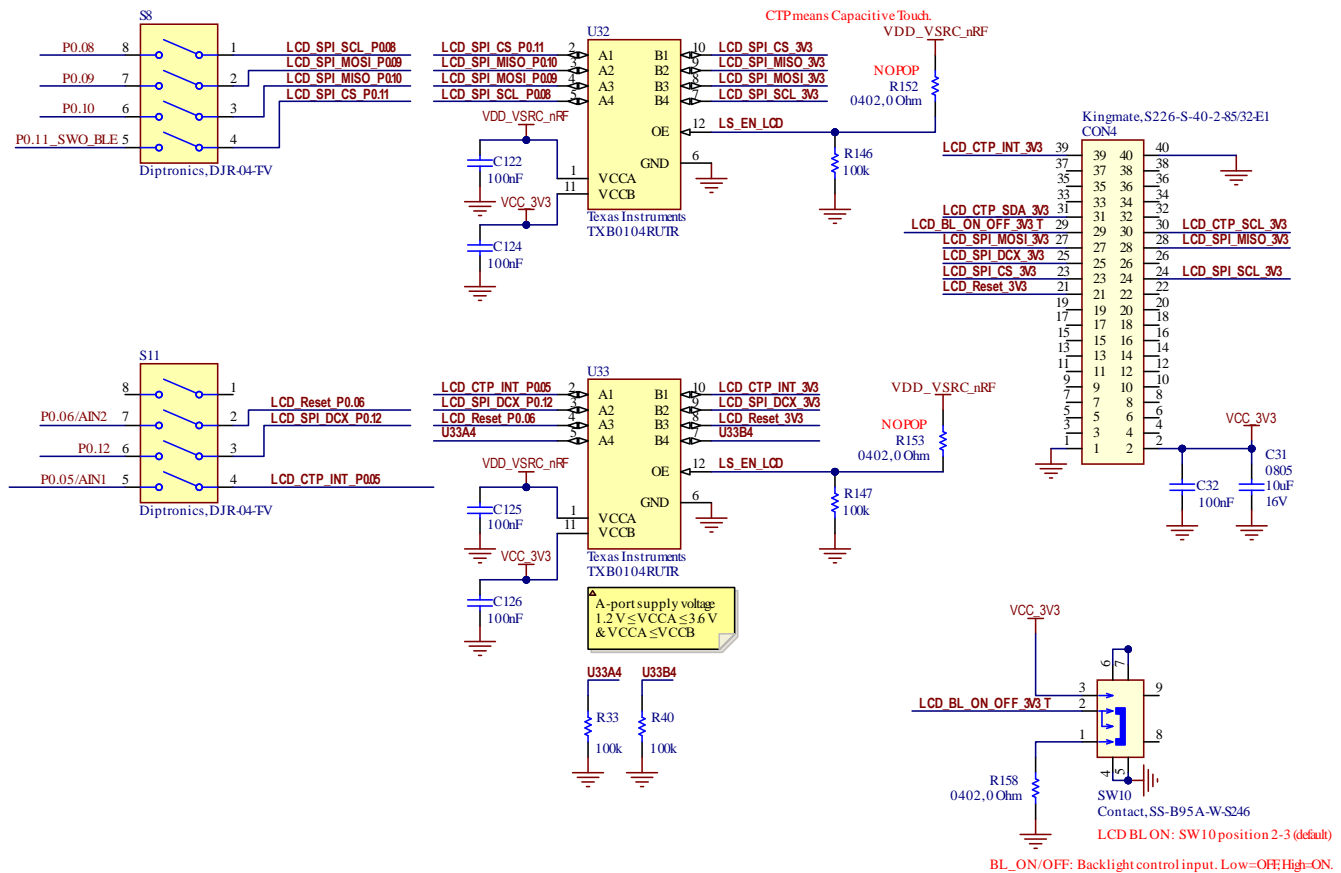 CTP means Capacitive Touch.
S8
P0.08 8 1 LCD_SPI_SCL_P0.08
P0.09 7 2 LCD_SPI_MOSI_P0.09
P0.10 6 3 LCD_SPI_MISO_P0.10
P0.11_SWO_BLE 5 4 LCD_SPI_CS_P0.11
Diptronics, DJR-04-T-V
U32
LCD_SPI_CS_P0.11 2 A1 B1 10 LCD_SPI_CS_3V3
LCD_SPI_MISO_P0.10 3 A2 B2 9 LCD_SPI_MISO_3V3
LCD_SPI_MOSI_P0.09 4 A3 B3 8 LCD_SPI_MOSI_3V3
LCD_SPI_SCL_P0.08 5 A4 B4 7 LCD_SPI_SCL_3V3
OE 12 LS_EN_LCD
GND 6
1 VCCA
11 VCCB
Texas Instruments
TXB0104RUTR
VDD_VSRC_nRF
C122
100nF
VCC_3V3
C124
100nF
VDD_VSRC_nRF
NOPOP
R152
0402, 0 Ohm
R146
100k
Kingmate, S226-S-40-2-85/32-E1
CON4
LCD_CTP_INT_3V3 39 39 40 40
37 37 38 38
35 35 36 36
33 33 34 34
LCD_CTP_SDA_3V3 31 31 32 32
LCD_BL_ON_OFF_3V3_T 29 29 30 30 LCD_CTP_SCL_3V3
LCD_SPI_MOSI_3V3 27 27 28 28 LCD_SPI_MISO_3V3
LCD_SPI_DCX_3V3 25 25 26 26
LCD_SPI_CS_3V3 23 23 24 24 LCD_SPI_SCL_3V3
LCD_Reset_3V3 21 21 22 22
19 19 20 20
17 17 18 18
15 15 16 16
13 13 14 14
11 11 12 12
9 9 10 10
7 7 8 8
5 5 6 6
3 3 4 4
1 1 2 2
VCC_3V3
C32
100nF
C31
0805
10uF
16V
S11
8 1
P0.06/AIN2 7 2 LCD_Reset_P0.06
P0.12 6 3 LCD_SPI_DCX_P0.12
P0.05/AIN1 5 4 LCD_CTP_INT_P0.05
Diptronics, DJR-04-T-V
U33
LCD_CTP_INT_P0.05 2 A1 B1 10 LCD_CTP_INT_3V3
LCD_SPI_DCX_P0.12 3 A2 B2 9 LCD_SPI_DCX_3V3
LCD_Reset_P0.06 4 A3 B3 8 LCD_Reset_3V3
U33A4 5 A4 B4 7 U33B4
OE 12 LS_EN_LCD
GND 6
1 VCCA
11 VCCB
Texas Instruments
TXB0104RUTR
VDD_VSRC_nRF
C125
100nF
VCC_3V3
C126
100nF
VDD_VSRC_nRF
NOPOP
R153
0402, 0 Ohm
R147
100k
A-port supply voltage
1.2 V ≤ VCCA ≤ 3.6 V
& VCCA ≤ VCCB
U33A4 U33B4
R33 R40
100k 100k
VCC_3V3
6 7
3 9
LCD_BL_ON_OFF_3V3_T 2
1 8
4 5
R158
0402, 0 Ohm
SW10
Contact, SS-B95A-W-S246
LCD BL ON: SW10 position 2-3 (default)
BL_ON/OFF: Backlight control input. Low=OFF,High=ON.